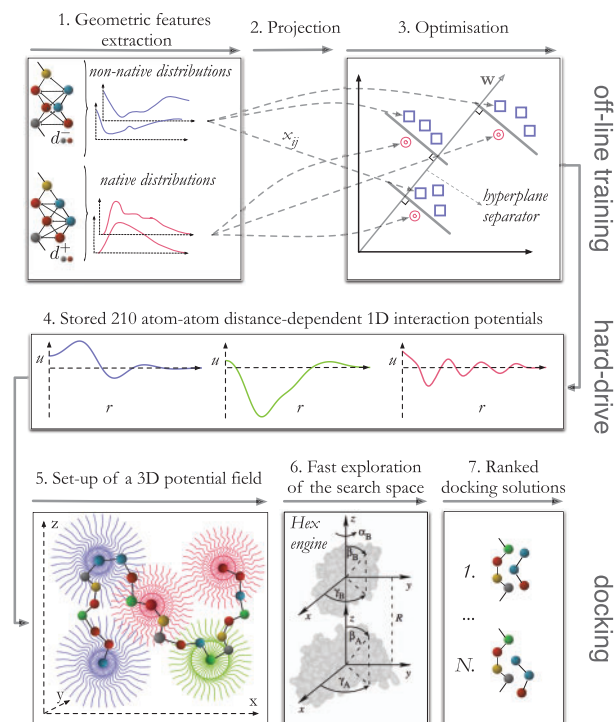 1. Geometric features
extraction
2. Projection
3. Optimisation
non-native distributions
d−
native distributions
d+
x_ij
w
hyperplane
separator
off-line training
4. Stored 210 atom-atom distance-dependent 1D interaction potentials
u
r
u
r
u
r
hard-drive
5. Set-up of a 3D potential field
6. Fast exploration
of the search space
7. Ranked
docking solutions
z
y
x
Hex
engine
z
α_B
β_B
γ_B
y
x
z
R
β_A
γ_A
y
x
1.
...
N.
docking